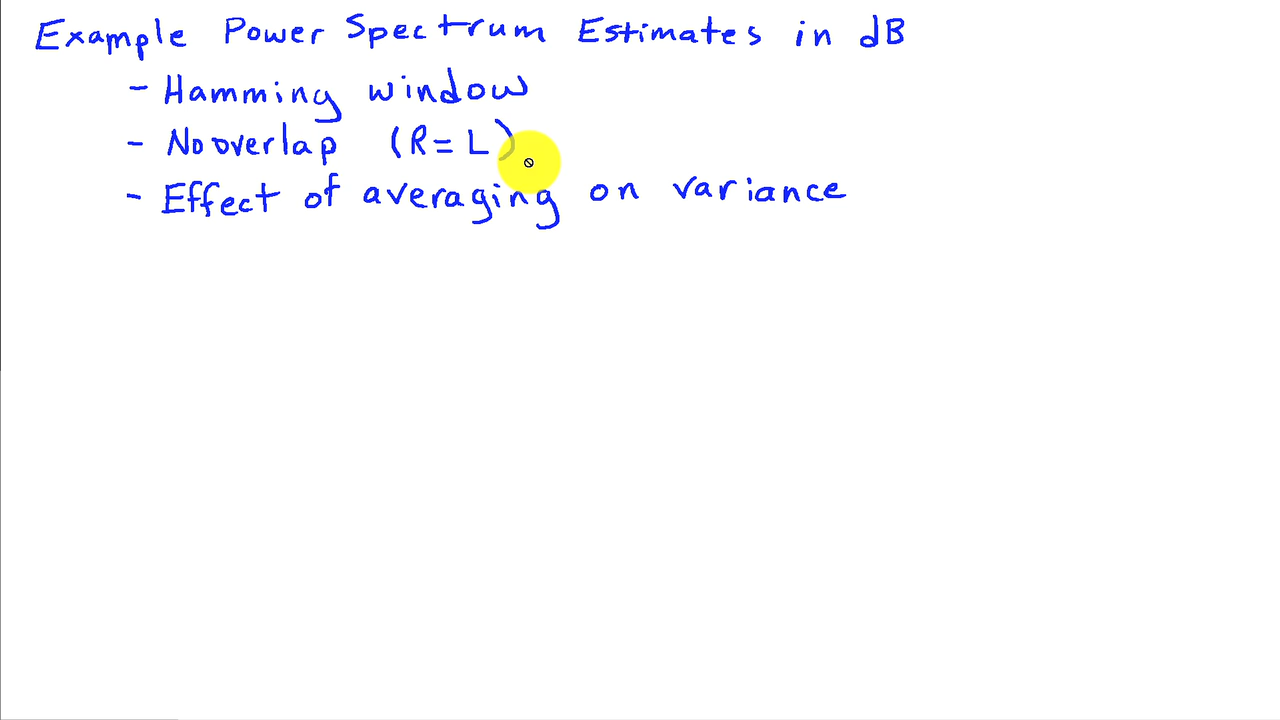 Example Power Spectrum Estimates in dB
- Hamming window
- No overlap (R = L)
- Effect of averaging on variance